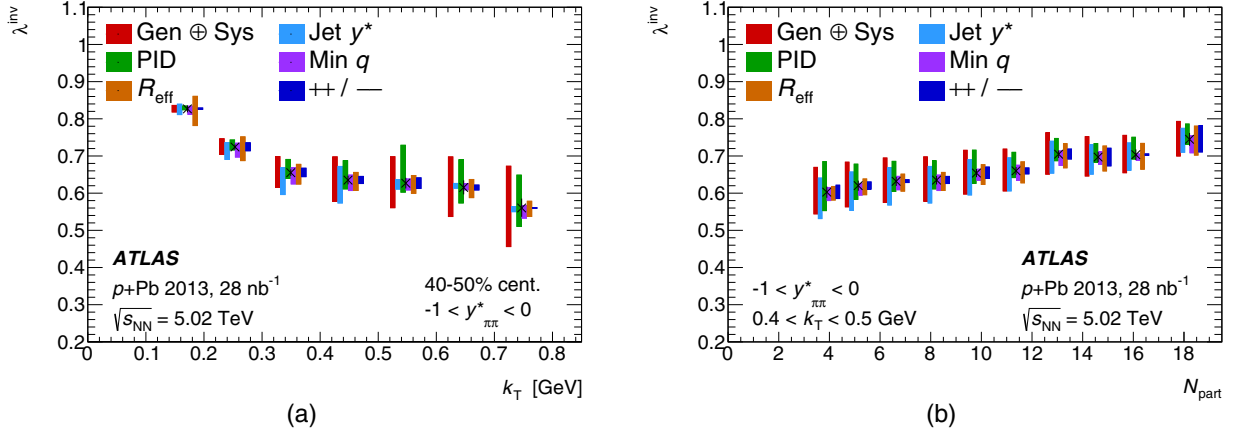 λ^inv
1.1
1
0.9
0.8
0.7
0.6
0.5
0.4
0.3
0.2
Gen ⊕ Sys
Jet y*
PID
Min q
R_eff
++ / −−
ATLAS
p+Pb 2013, 28 nb⁻¹
√s_NN = 5.02 TeV
40-50% cent.
-1 < y*_ππ < 0
0 0.1 0.2 0.3 0.4 0.5 0.6 0.7 0.8
k_T [GeV]
(a)
λ^inv
1.1
1
0.9
0.8
0.7
0.6
0.5
0.4
0.3
0.2
Gen ⊕ Sys
Jet y*
PID
Min q
R_eff
++ / −−
-1 < y*_ππ < 0
0.4 < k_T < 0.5 GeV
ATLAS
p+Pb 2013, 28 nb⁻¹
√s_NN = 5.02 TeV
0 2 4 6 8 10 12 14 16 18
N_part
(b)